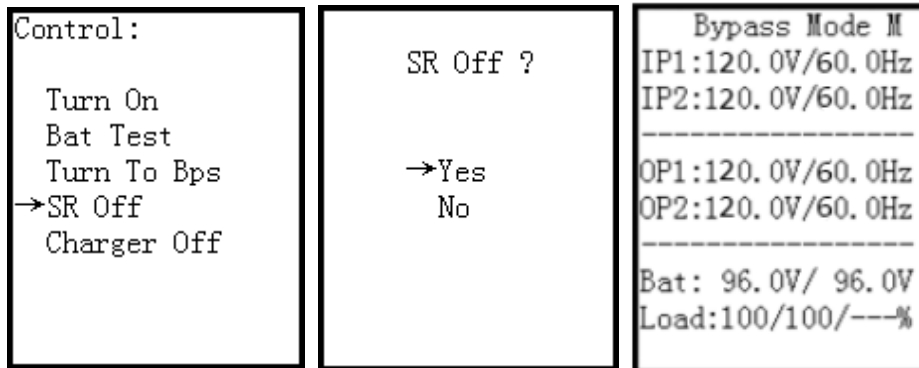 Control:
Turn On
Bat Test
Turn To Bps
→SR Off
Charger Off
SR Off ?
→Yes
No
Bypass Mode M
IP1:120.0V/60.0Hz
IP2:120.0V/60.0Hz
-----------------
OP1:120.0V/60.0Hz
OP2:120.0V/60.0Hz
-----------------
Bat: 96.0V/ 96.0V
Load:100/100/---%